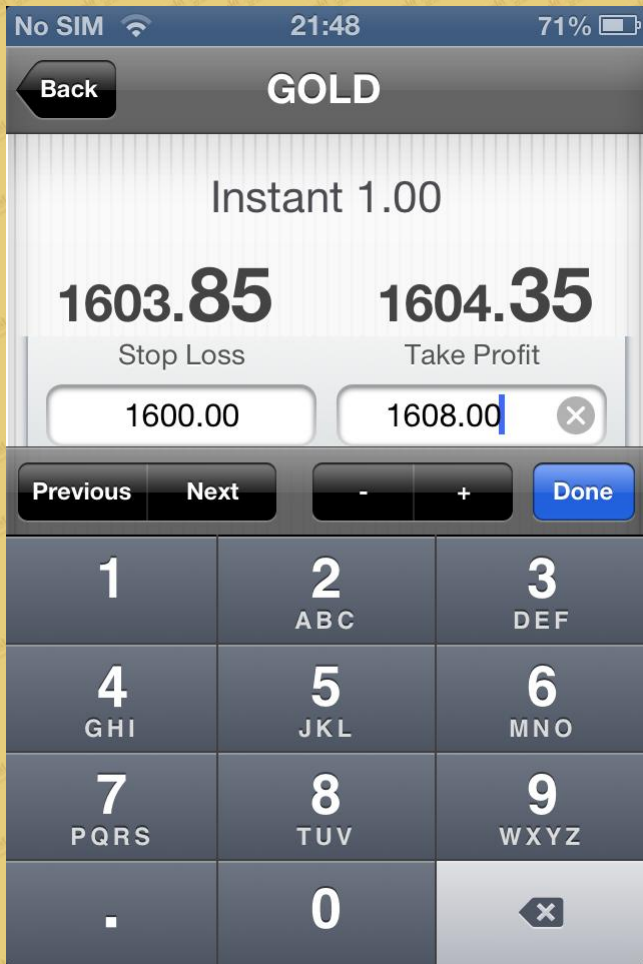 No SIM 21:48 71%
Back GOLD
Instant 1.00
1603.85 1604.35
Stop Loss Take Profit
1600.00 1608.00
Previous Next - + Done
1 2 3
ABC DEF
4 5 6
GHI JKL MNO
7 8 9
PQRS TUV WXYZ
. 0